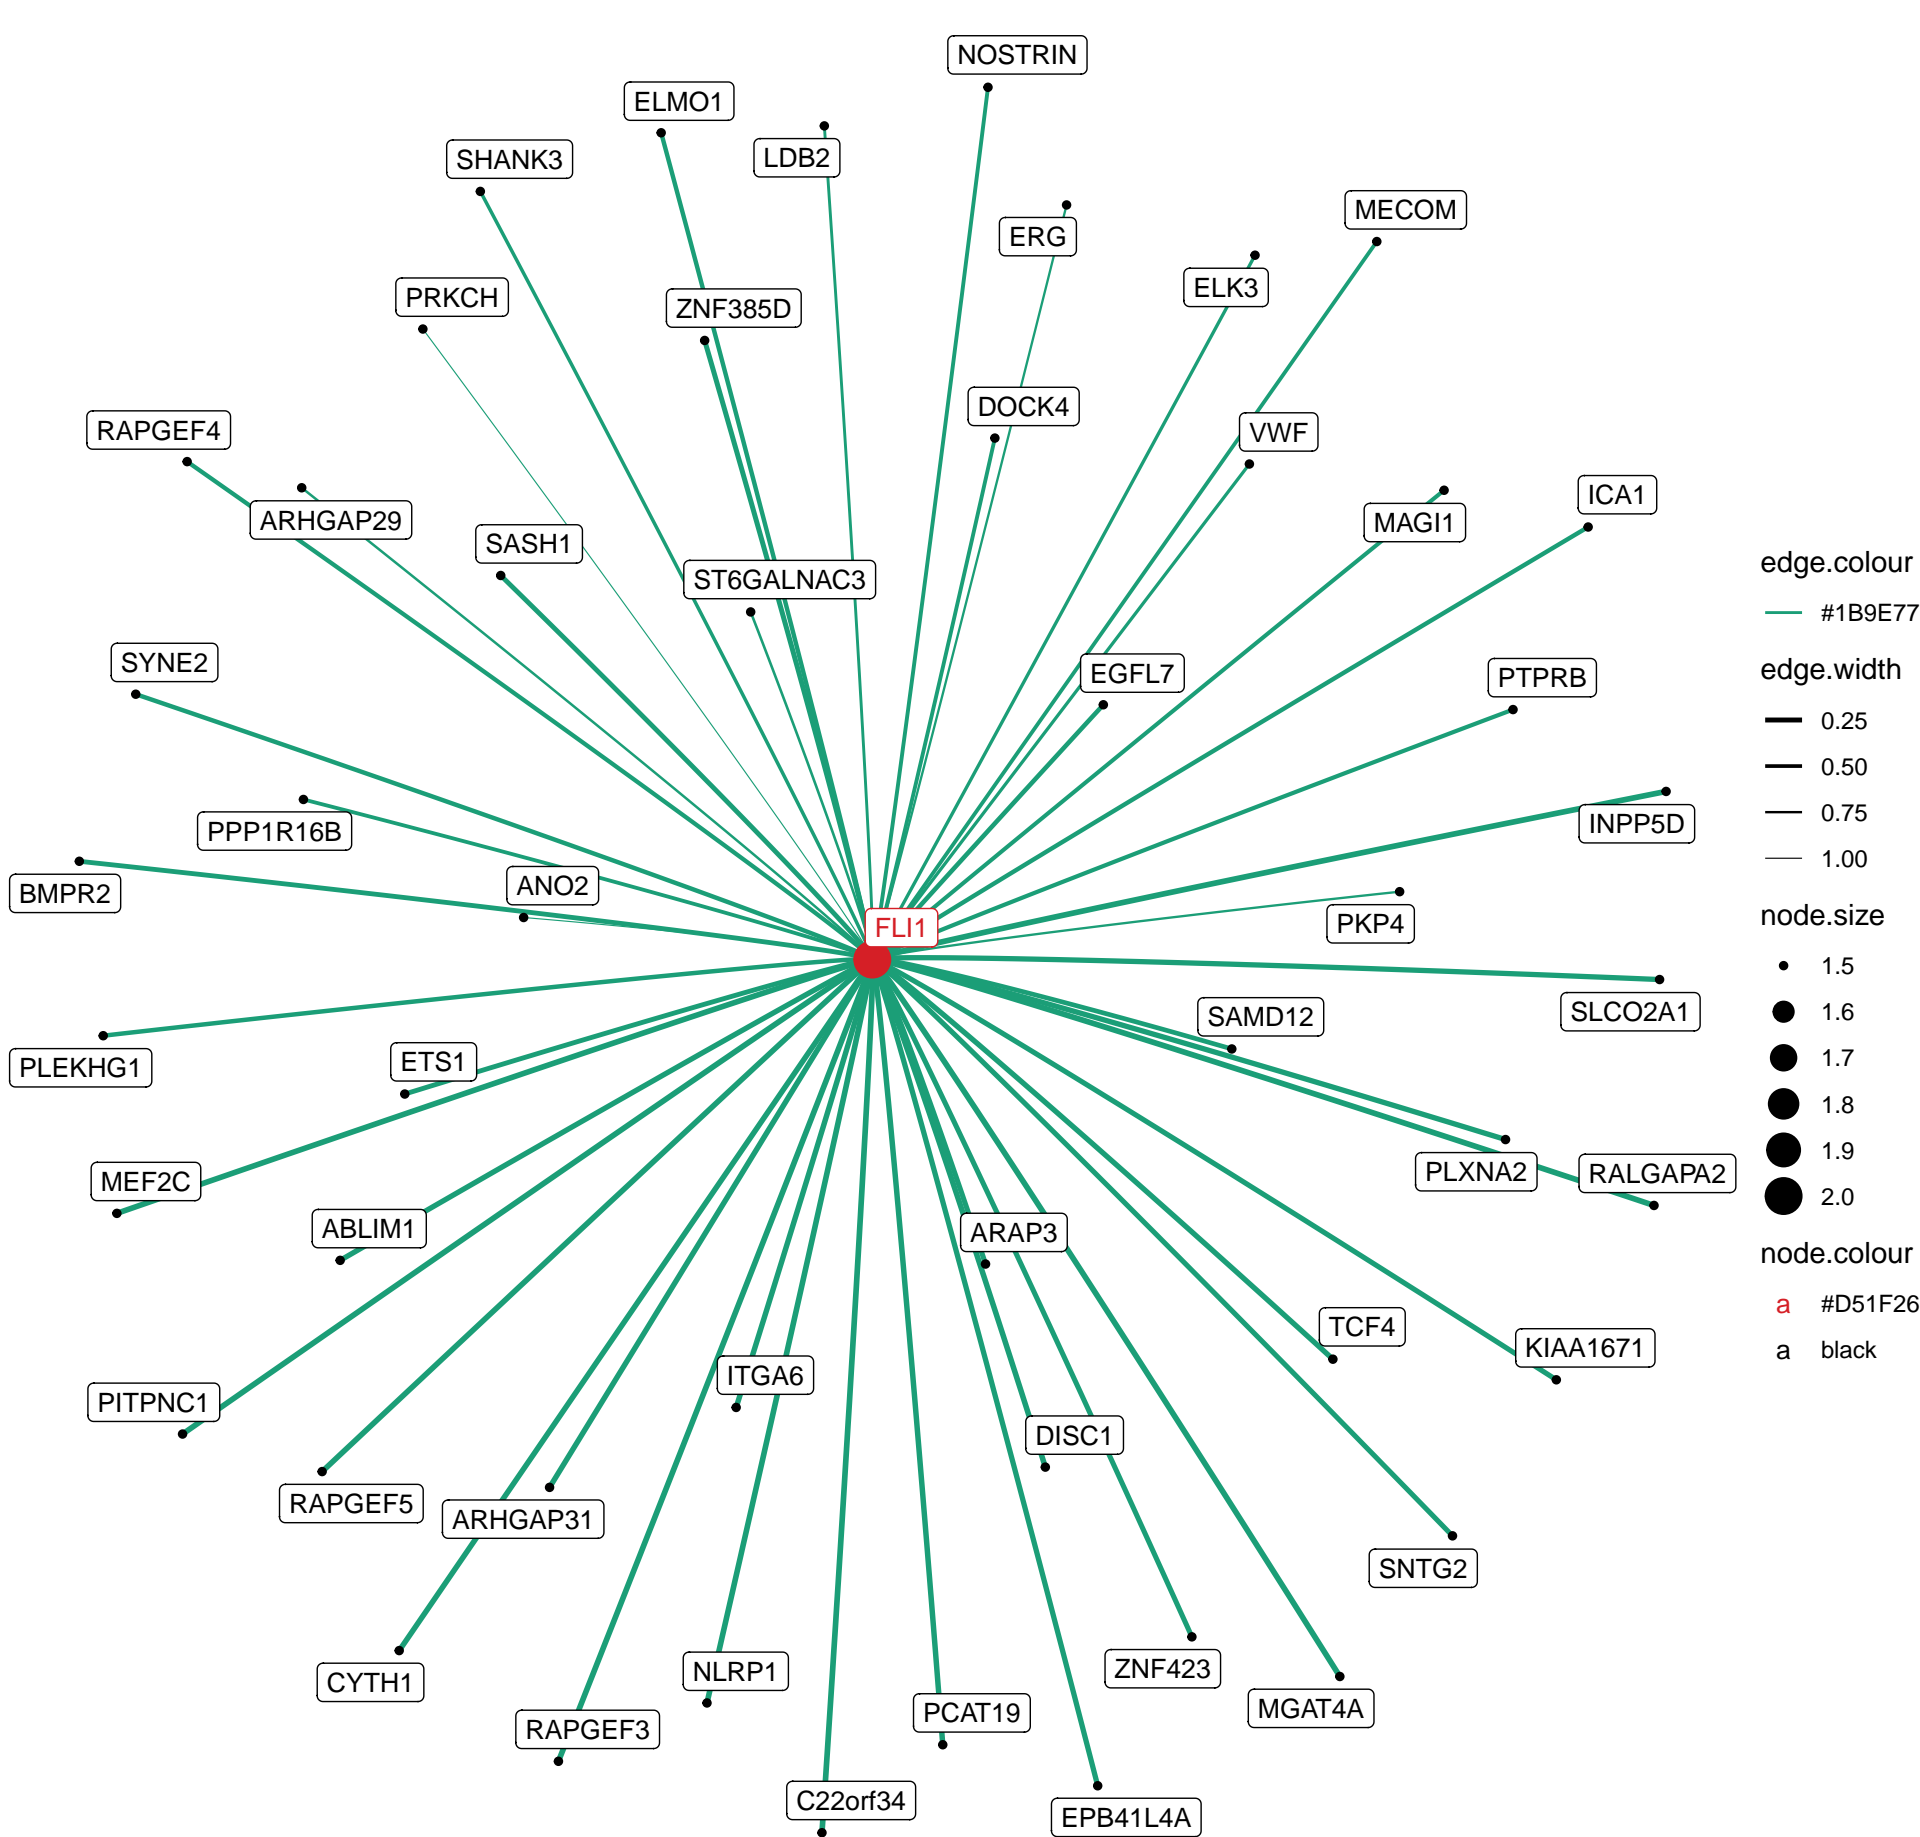 NOSTRIN
ELMO1
LDB2
SHANK3
MECOM
ERG
ELK3
PRKCH
ZNF385D
DOCK4
RAPGEF4
VWF
ICA1
ARHGAP29
MAGI1
SASH1
ST6GALNAC3
SYNE2
EGFL7
PTPRB
PPP1R16B
INPP5D
BMPR2
ANO2
FLI1
PKP4
SLCO2A1
SAMD12
PLEKHG1
ETS1
PLXNA2
RALGAPA2
MEF2C
ABLIM1
ARAP3
TCF4
KIAA1671
ITGA6
PITPNC1
DISC1
RAPGEF5
ARHGAP31
SNTG2
ZNF423
NLRP1
CYTH1
MGAT4A
PCAT19
RAPGEF3
C22orf34
EPB41L4A
edge.colour
#1B9E77
edge.width
0.25
0.50
0.75
1.00
node.size
1.5
1.6
1.7
1.8
1.9
2.0
node.colour
a #D51F26
a black